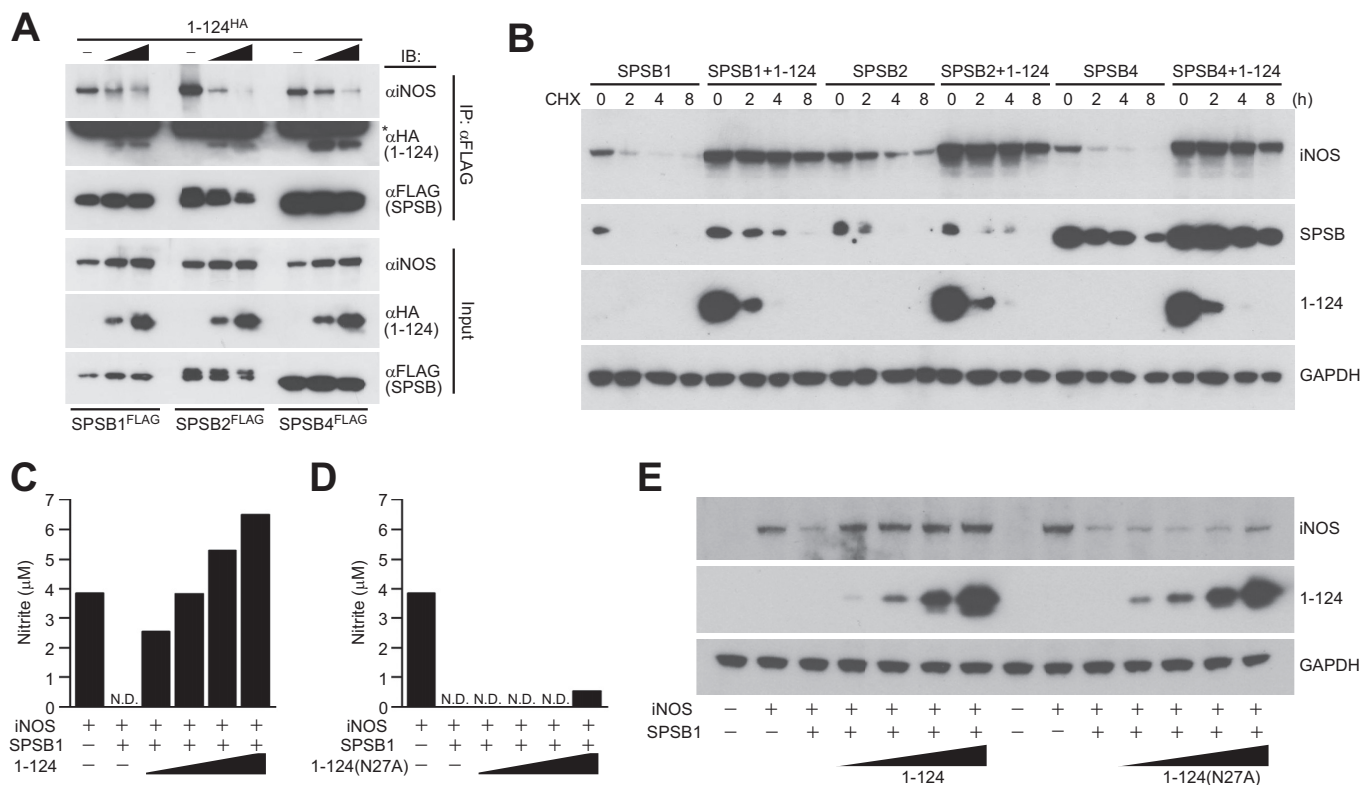 A
1-124HA
– –  –
IB:
αiNOS
*αHA
(1-124)
αFLAG
(SPSB)
IP: αFLAG
αiNOS
αHA
(1-124)
αFLAG
(SPSB)
Input
SPSB1FLAG SPSB2FLAG SPSB4FLAG
B
SPSB1 SPSB1+1-124 SPSB2 SPSB2+1-124 SPSB4 SPSB4+1-124
CHX 0 2 4 8 0 2 4 8 0 2 4 8 0 2 4 8 0 2 4 8 0 2 4 8 (h)
iNOS
SPSB
1-124
GAPDH
C
Nitrite (μM)
7
6
5
4
3
2
1
0
N.D.
iNOS + + + + + +
SPSB1 – + + + + +
1-124 – –
D
Nitrite (μM)
7
6
5
4
3
2
1
0
N.D. N.D. N.D. N.D.
iNOS + + + + + +
SPSB1 – + + + + +
1-124(N27A) – –
E
iNOS
1-124
GAPDH
iNOS – + + + + + + – + + + + + +
SPSB1 – – + + + + + – – + + + + +
1-124 1-124(N27A)